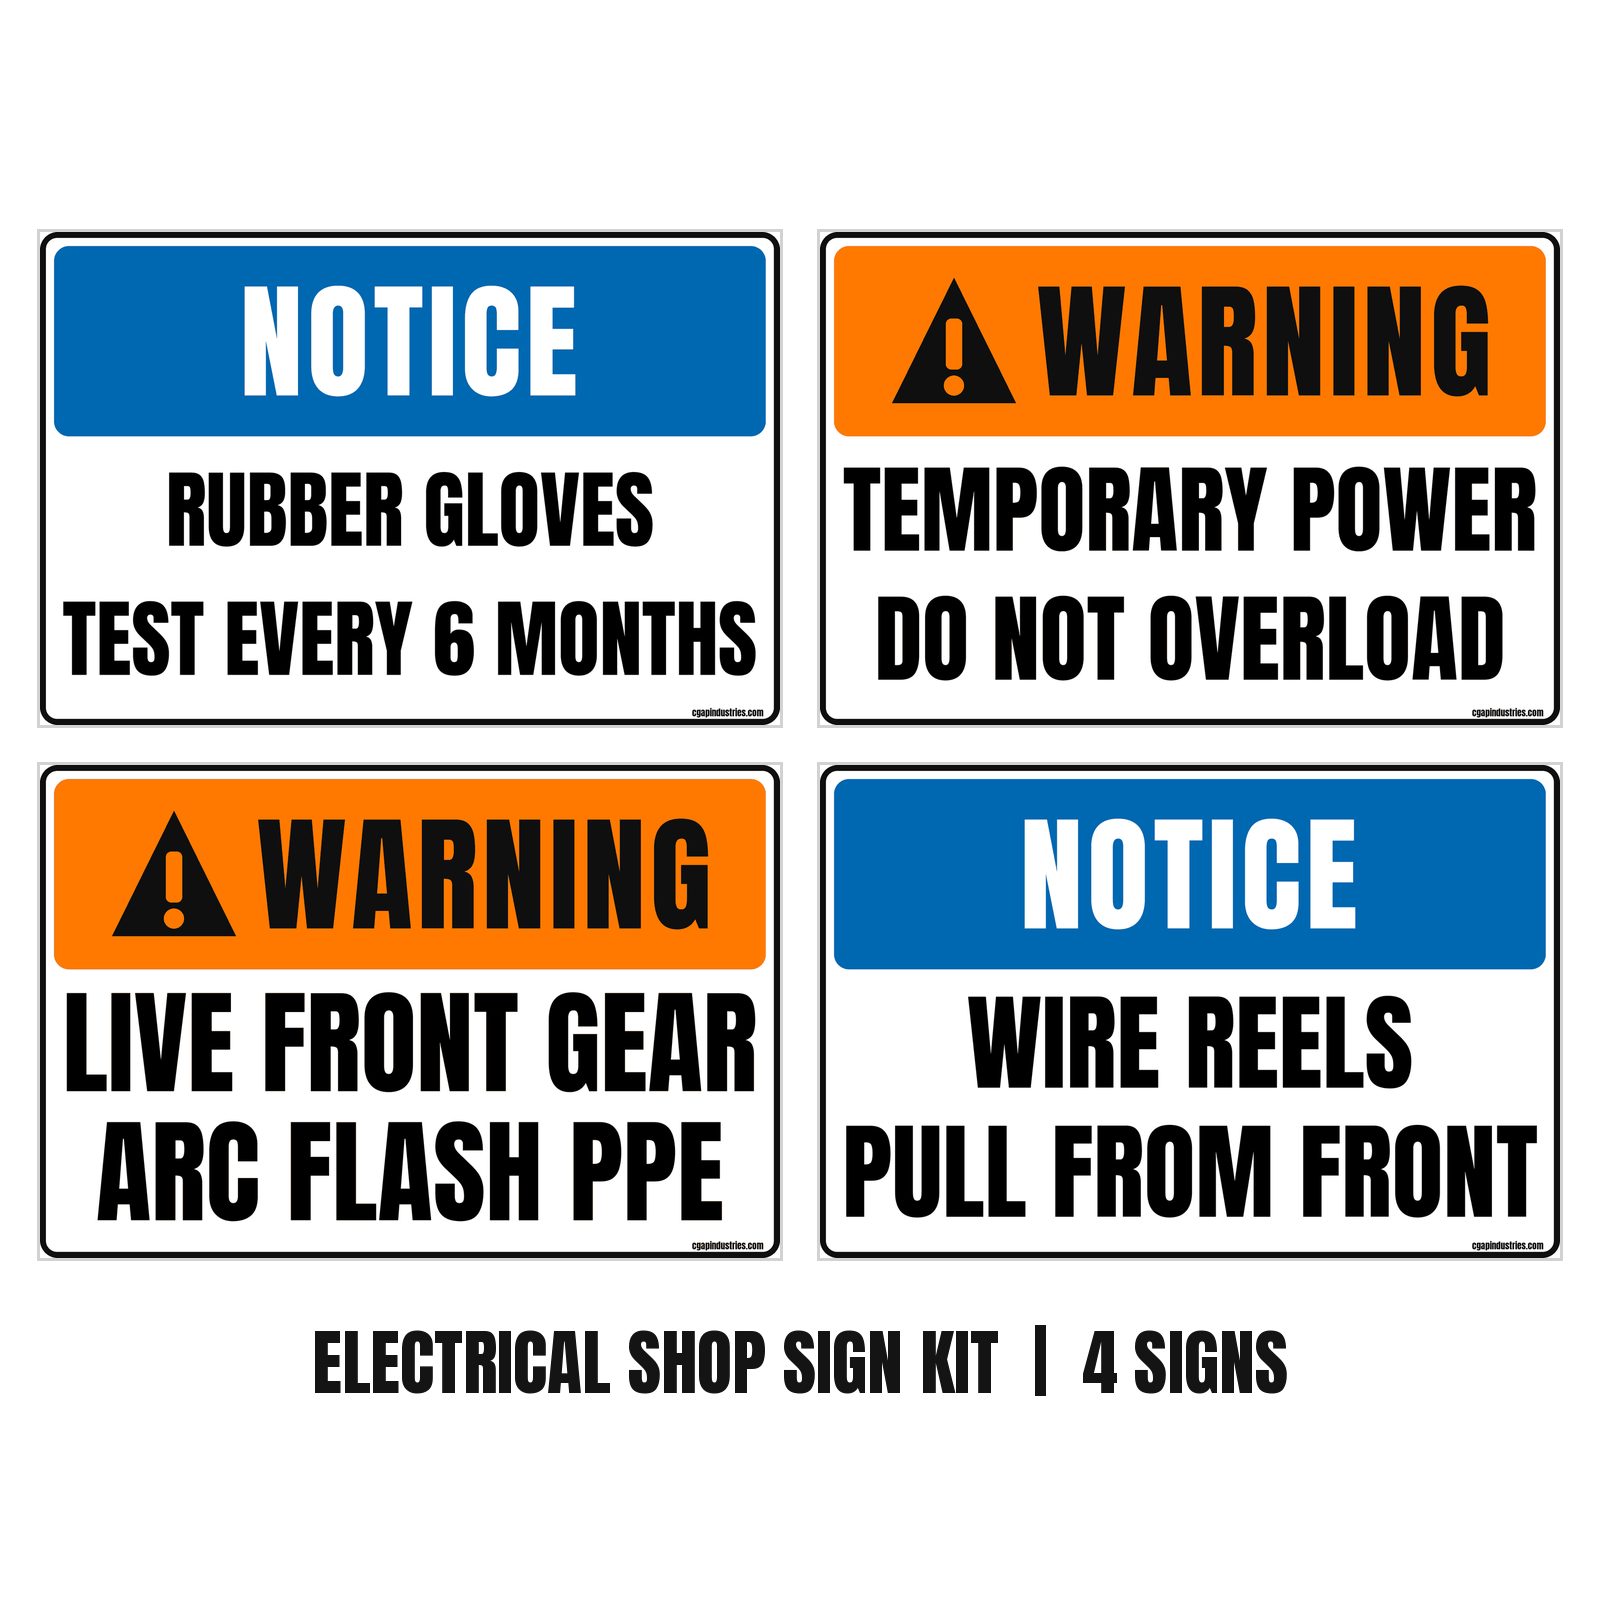 NOTICE
RUBBER GLOVES
TEST EVERY 6 MONTHS
cgapindustries.com
WARNING
TEMPORARY POWER
DO NOT OVERLOAD
cgapindustries.com
WARNING
LIVE FRONT GEAR
ARC FLASH PPE
cgapindustries.com
NOTICE
WIRE REELS
PULL FROM FRONT
cgapindustries.com
ELECTRICAL SHOP SIGN KIT | 4 SIGNS